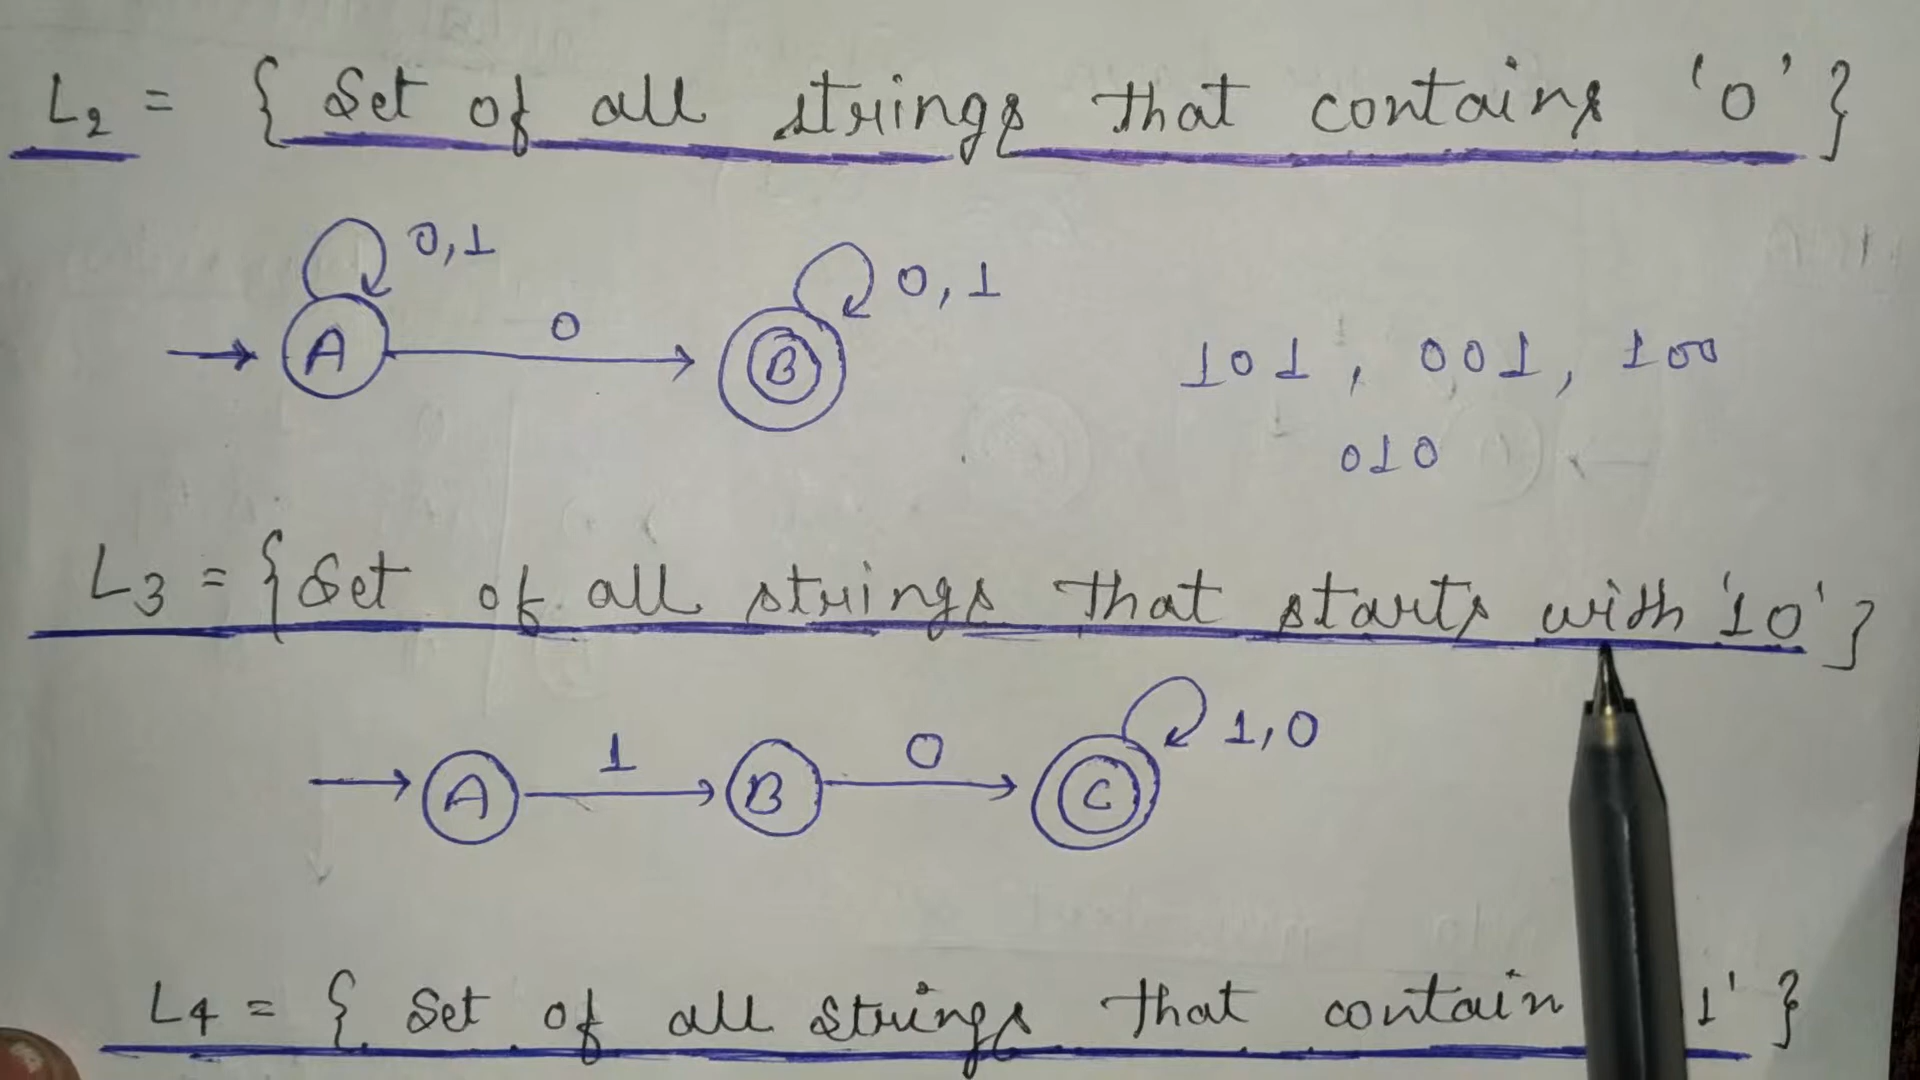 L2 = { Set of all strings that contains '0' }
0,1
0,1
0
A
B
101, 001, 100
010
L3 = { Set of all strings that starts with '10' }
1,0
1
0
A
B
C
L4 = { Set of all strings that contain 1' }